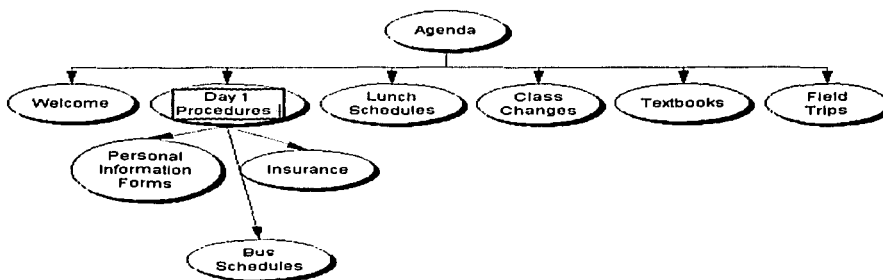 Agenda
Welcome
Day 1
Procedures
Lunch
Schedules
Class
Changes
Textbooks
Field
Trips
Personal
Information
Forms
Insurance
Bus
Schedules